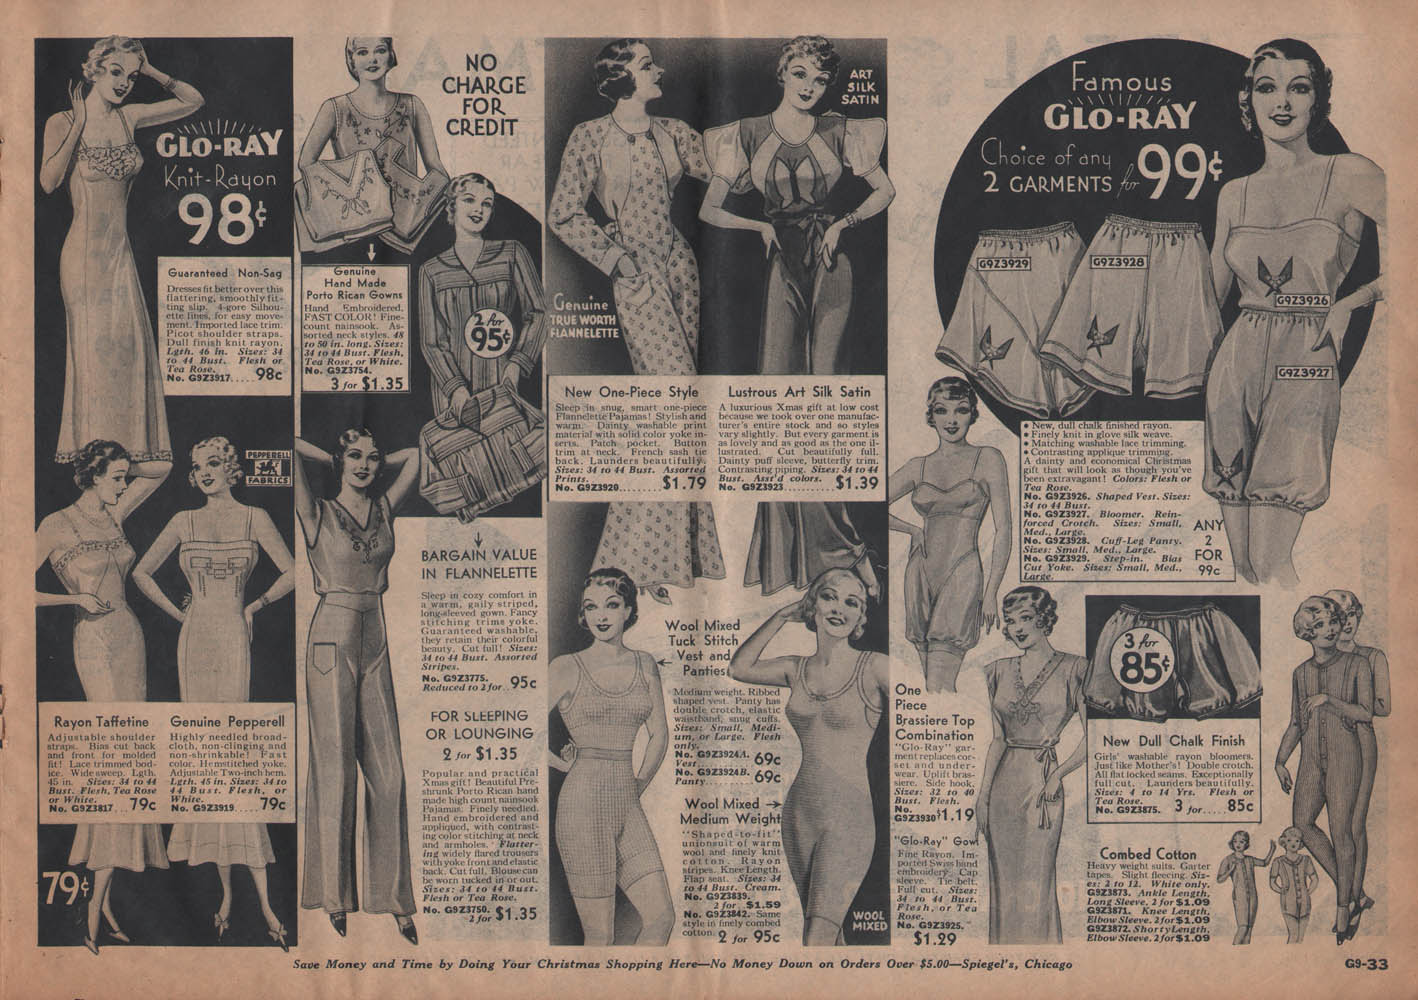 GLO-RAY
Knit-Rayon
98¢
Guaranteed Non-Sag
Dresses fit better over this
flattering, smoothly fit-
ting slip. 4-gore Silhou-
ette lines, for easy move-
ment. Imported lace trim.
Picot shoulder straps.
Dull finish knit rayon.
Lgth. 46 in. Sizes: 34
to 44 Bust. Flesh or
Tea Rose.
No. G9Z3917.....98c
PEPPERELL
FABRICS
Rayon Taffetine
Adjustable shoulder
straps. Bias cut back
and front for molded
fit! Lace trimmed bod-
ice. Wide sweep. Lgth.
45 in. Sizes: 34 to 44
Bust. Flesh, Tea Rose
or White.
No. G9Z3817...79c
Genuine Pepperell
Highly needled broad-
cloth, non-clinging and
non-shrinkable! Fast
color. Hemstitched yoke.
Adjustable Two-inch hem.
Lgth. 45 in. Sizes: 34 to
44 Bust. Flesh, or
White.
No. G9Z3919.....79c
79¢
NO
CHARGE
FOR
CREDIT
Genuine
Hand Made
Porto Rican Gowns
Hand Embroidered.
FAST COLOR! Fine-
count nainsook. As-
sorted neck styles. 48
to 50 in. long. Sizes:
34 to 44 Bust. Flesh,
Tea Rose, or White.
No. G9Z3754.
3 for $1.35
2 for
95¢
BARGAIN VALUE
IN FLANNELETTE
Sleep in cozy comfort in
a warm, gaily striped,
long-sleeved gown. Fancy
stitching trims yoke.
Guaranteed washable,
they retain their colorful
beauty. Cut full! Sizes:
34 to 44 Bust. Assorted
Stripes.
No. G9Z3775.
Reduced to 2 for..95c
FOR SLEEPING
OR LOUNGING
2 for $1.35
Popular and practical
Xmas gift! Beautiful Pre-
shrunk Porto Rican hand
made high count nainsook
Pajamas. Finely needled.
Hand embroidered and
appliqued, with contrast-
ing color stitching at neck
and armholes. Flatter-
ing widely flared trousers
with yoke front and elastic
back. Cut full. Blouse can
be worn tucked in or out.
Sizes: 34 to 44 Bust.
Flesh or Tea Rose.
No. G9Z3750.
2 for $1.35
Genuine
TRUE WORTH
FLANNELETTE
ART
SILK
SATIN
New One-Piece Style
Sleep in snug, smart one-piece
Flannelette Pajamas! Stylish and
warm. Dainty washable print
material with solid color yoke in-
serts. Patch pocket. Button
trim at neck. French sash tie
back. Launders beautifully.
Sizes: 34 to 44 Bust. Assorted
Prints.
No. G9Z3920.........$1.79
Lustrous Art Silk Satin
A luxurious Xmas gift at low cost
because we took over one manufac-
turer's entire stock and so styles
vary slightly. But every garment is
as lovely and as good as the one il-
lustrated. Cut beautifully full.
Dainty puff sleeve, butterfly trim.
Contrasting piping. Sizes: 34 to 44
Bust. Asst'd colors.
No. G9Z3923...........$1.39
Wool Mixed
Tuck Stitch
Vest and
Panties
Medium weight. Ribbed
shaped vest. Panty has
double crotch, elastic
waistband, snug cuffs.
Sizes: Small, Medi-
um, or Large. Flesh
only.
No. G9Z3924A.
Vest..........69c
No. G9Z3924B.
Panty........69c
Wool Mixed
Medium Weight
"Shaped-to-fit"
unionsuit of warm
wool and finely knit
cotton. Rayon
stripes. Knee Length.
Flap seat. Sizes: 34
to 44 Bust. Cream.
No. G9Z3839.
2 for $1.59
No. G9Z3842. Same
style in finely combed
cotton. 2 for 95c
WOOL
MIXED
Famous
GLO-RAY
Choice of any
2 GARMENTS for 99¢
G9Z3929
G9Z3928
G9Z3926
G9Z3927
• New, dull chalk finished rayon.
• Finely knit in glove silk weave.
• Matching washable lace trimming.
• Contrasting applique trimming.
A dainty and economical Christmas
gift that will look as though you've
been extravagant! Colors: Flesh or
Tea Rose.
No. G9Z3926. Shaped Vest. Sizes:
34 to 44 Bust.
No. G9Z3927. Bloomer. Rein-
forced Crotch. Sizes: Small,
Med., Large.
No. G9Z3928. Cuff-Leg Panty.
Sizes: Small, Med., Large.
No. G9Z3929. Step-in. Bias
Cut Yoke. Sizes: Small, Med.,
Large.
ANY
2
FOR
99c
One
Piece
Brassiere Top
Combination
"Glo-Ray" gar-
ment replaces cor-
set and under-
wear. Uplift bras-
siere. Side hook.
Sizes: 32 to 40
Bust. Flesh.
No.
G9Z3930 $1.19
"Glo-Ray" Gown
Fine Rayon. Im-
ported Swiss hand
embroidery. Cap
sleeve. Tie belt.
Full cut. Sizes:
34 to 44 Bust.
Flesh, or Tea
Rose.
No. G9Z3925.
$1.29
3 for
85¢
New Dull Chalk Finish
Girls' washable rayon bloomers.
Just like Mother's! Double crotch.
All flat locked seams. Exceptionally
full cut. Launders beautifully.
Sizes: 4 to 14 Yrs. Flesh or
Tea Rose.
No. G9Z3875. 3 for.....85c
Combed Cotton
Heavy weight suits. Garter
tapes. Slight fleecing. Siz-
es: 2 to 12. White only.
G9Z3873. Ankle Length,
Long Sleeve. 2 for $1.09
G9Z3871. Knee Length,
Elbow Sleeve. 2 for $1.09
G9Z3872. Short Length,
Elbow Sleeve. 2 for $1.09
Save Money and Time by Doing Your Christmas Shopping Here—No Money Down on Orders Over $5.00—Spiegel's, Chicago
G9-33